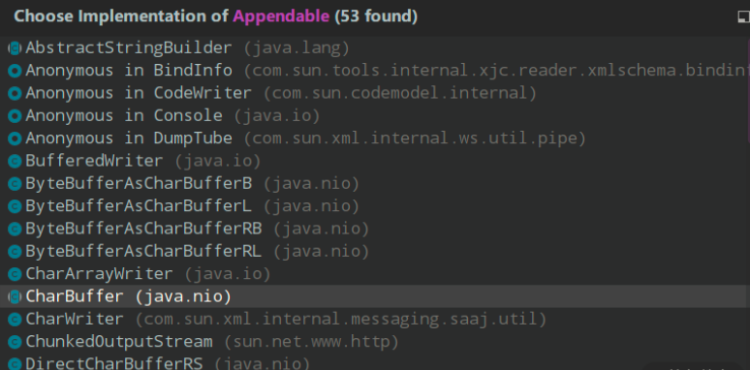 Choose Implementation of Appendable (53 found)
AbstractStringBuilder (java.lang)
Anonymous in BindInfo (com.sun.tools.internal.xjc.reader.xmlschema.bindinf
Anonymous in CodeWriter (com.sun.codemodel.internal)
Anonymous in Console (java.io)
Anonymous in DumpTube (com.sun.xml.internal.ws.util.pipe)
BufferedWriter (java.io)
ByteBufferAsCharBufferB (java.nio)
ByteBufferAsCharBufferL (java.nio)
ByteBufferAsCharBufferRB (java.nio)
ByteBufferAsCharBufferRL (java.nio)
CharArrayWriter (java.io)
CharBuffer (java.nio)
CharWriter (com.sun.xml.internal.messaging.saaj.util)
ChunkedOutputStream (sun.net.www.http)
DirectCharBufferRS (java.nio)